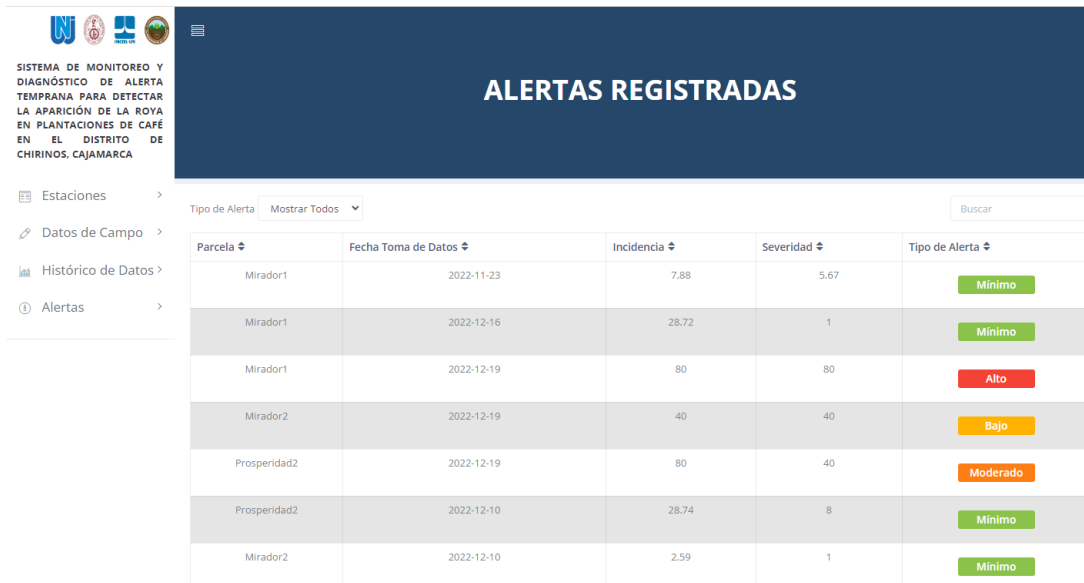 SISTEMA DE MONITOREO Y
DIAGNÓSTICO DE ALERTA
TEMPRANA PARA DETECTAR
LA APARICIÓN DE LA ROYA
EN PLANTACIONES DE CAFÉ
EN EL DISTRITO DE
CHIRINOS, CAJAMARCA
Estaciones
Datos de Campo
Histórico de Datos
Alertas
ALERTAS REGISTRADAS
Tipo de Alerta Mostrar Todos Buscar
Parcela Fecha Toma de Datos Incidencia Severidad Tipo de Alerta
Mirador1 2022-11-23 7.88 5.67 Mínimo
Mirador1 2022-12-16 28.72 1 Mínimo
Mirador1 2022-12-19 80 80 Alto
Mirador2 2022-12-19 40 40 Bajo
Prosperidad2 2022-12-19 80 40 Moderado
Prosperidad2 2022-12-10 28.74 8 Mínimo
Mirador2 2022-12-10 2.59 1 Mínimo